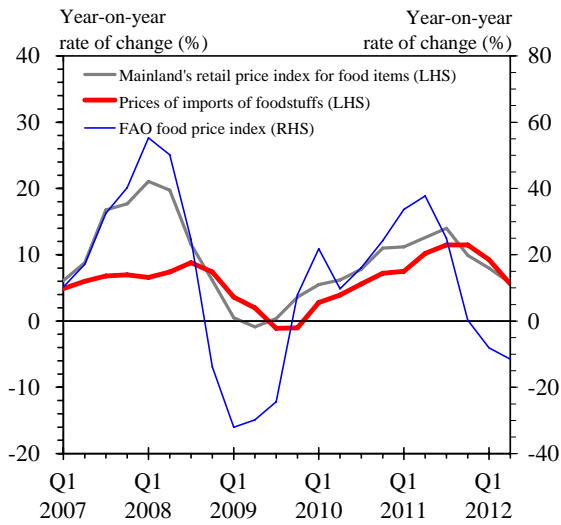 Year-on-year
rate of change (%)
Year-on-year
rate of change (%)
40
30
20
10
0
-10
-20
80
60
40
20
0
-20
-40
Mainland's retail price index for food items (LHS)
Prices of imports of foodstuffs (LHS)
FAO food price index (RHS)
Q1 Q1 Q1 Q1 Q1 Q1
2007 2008 2009 2010 2011 2012